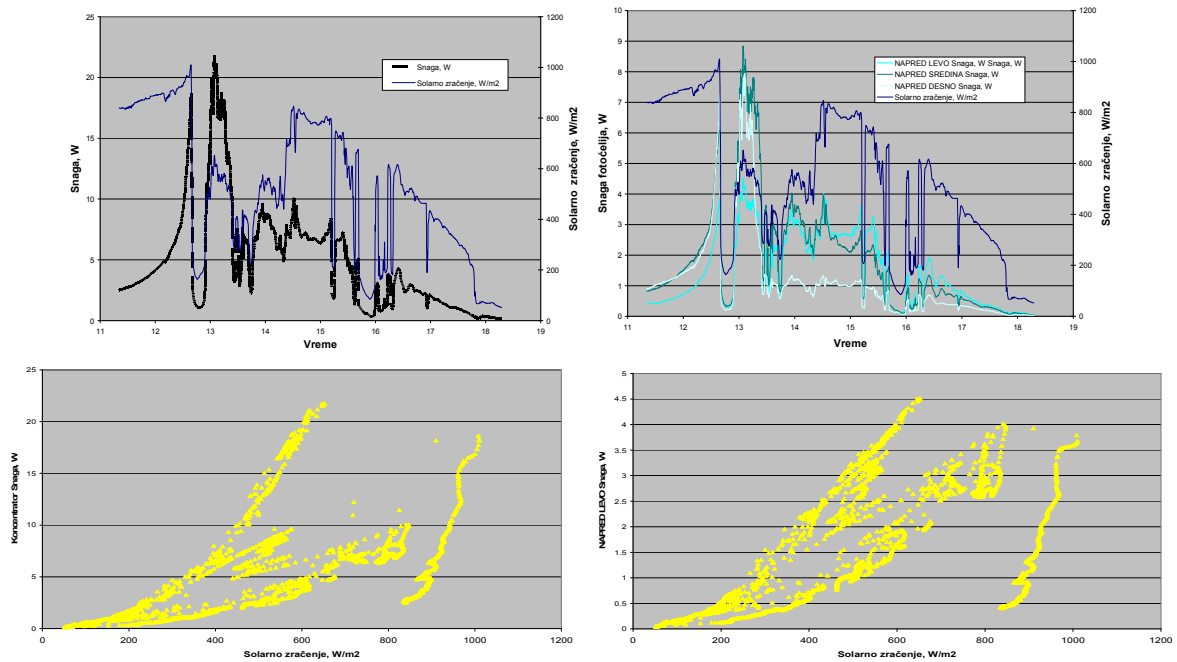 25
20
15
10
5
0
Snaga, W
1200
1000
800
600
400
200
0
Solarno zračenje, W/m2
Snaga, W
Solarno zračenje, W/m2
11 12 13 14 15 16 17 18 19
Vreme
10
9
8
7
6
5
4
3
2
1
0
Snaga fotoćelija, W
1200
1000
800
600
400
200
0
Solarno zračenje, W/m2
NAPRED LEVO Snaga, W Snaga, W
NAPRED SREDINA Snaga, W
NAPRED DESNO Snaga, W
Solarno zračenje, W/m2
11 12 13 14 15 16 17 18 19
Vreme
25
20
15
10
5
0
Koncentrator Snaga, W
0 200 400 600 800 1000 1200
Solarno zračenje, W/m2
5
4.5
4
3.5
3
2.5
2
1.5
1
0.5
0
NAPRED LEVO Snaga, W
0 200 400 600 800 1000 1200
Solarno zračenje, W/m2